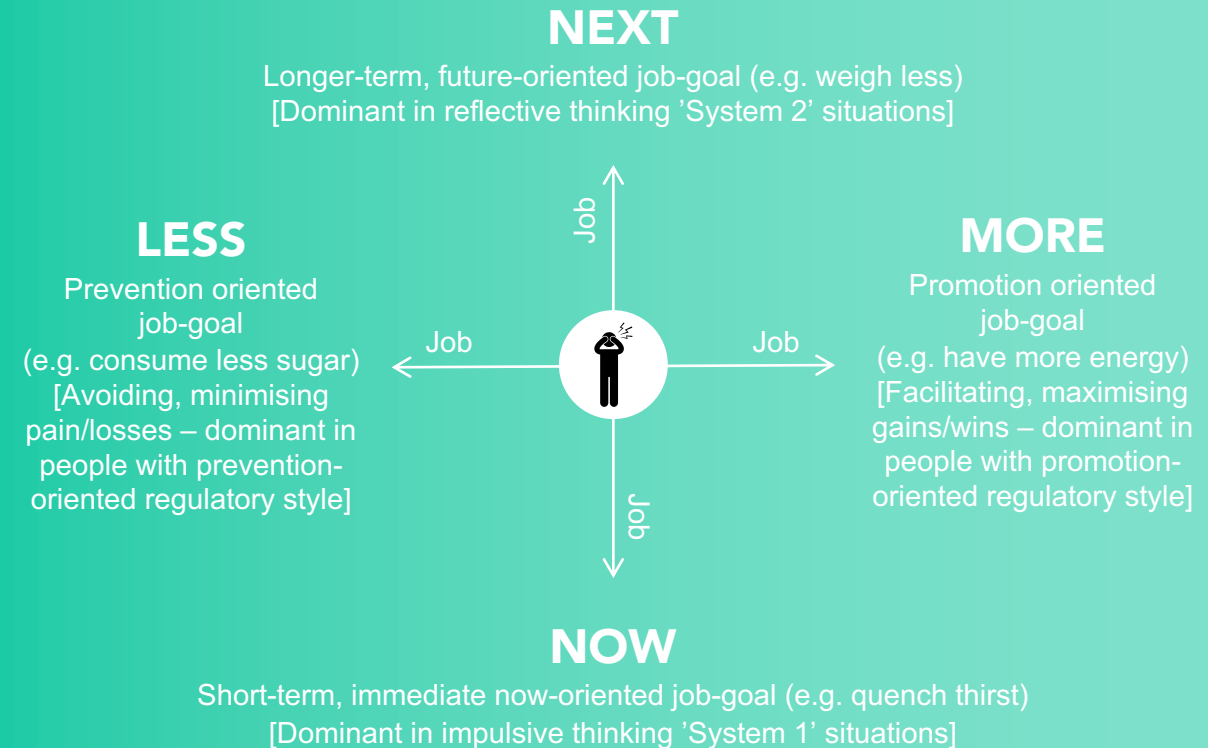 NEXT
Longer-term, future-oriented job-goal (e.g. weigh less)
[Dominant in reflective thinking ’System 2’ situations]
Job
LESS
Prevention oriented
job-goal
(e.g. consume less sugar)
[Avoiding, minimising
pain/losses – dominant in
people with prevention-
oriented regulatory style]
Job
Job
MORE
Promotion oriented
job-goal
(e.g. have more energy)
[Facilitating, maximising
gains/wins – dominant in
people with promotion-
oriented regulatory style]
Job
NOW
Short-term, immediate now-oriented job-goal (e.g. quench thirst)
[Dominant in impulsive thinking ’System 1’ situations]